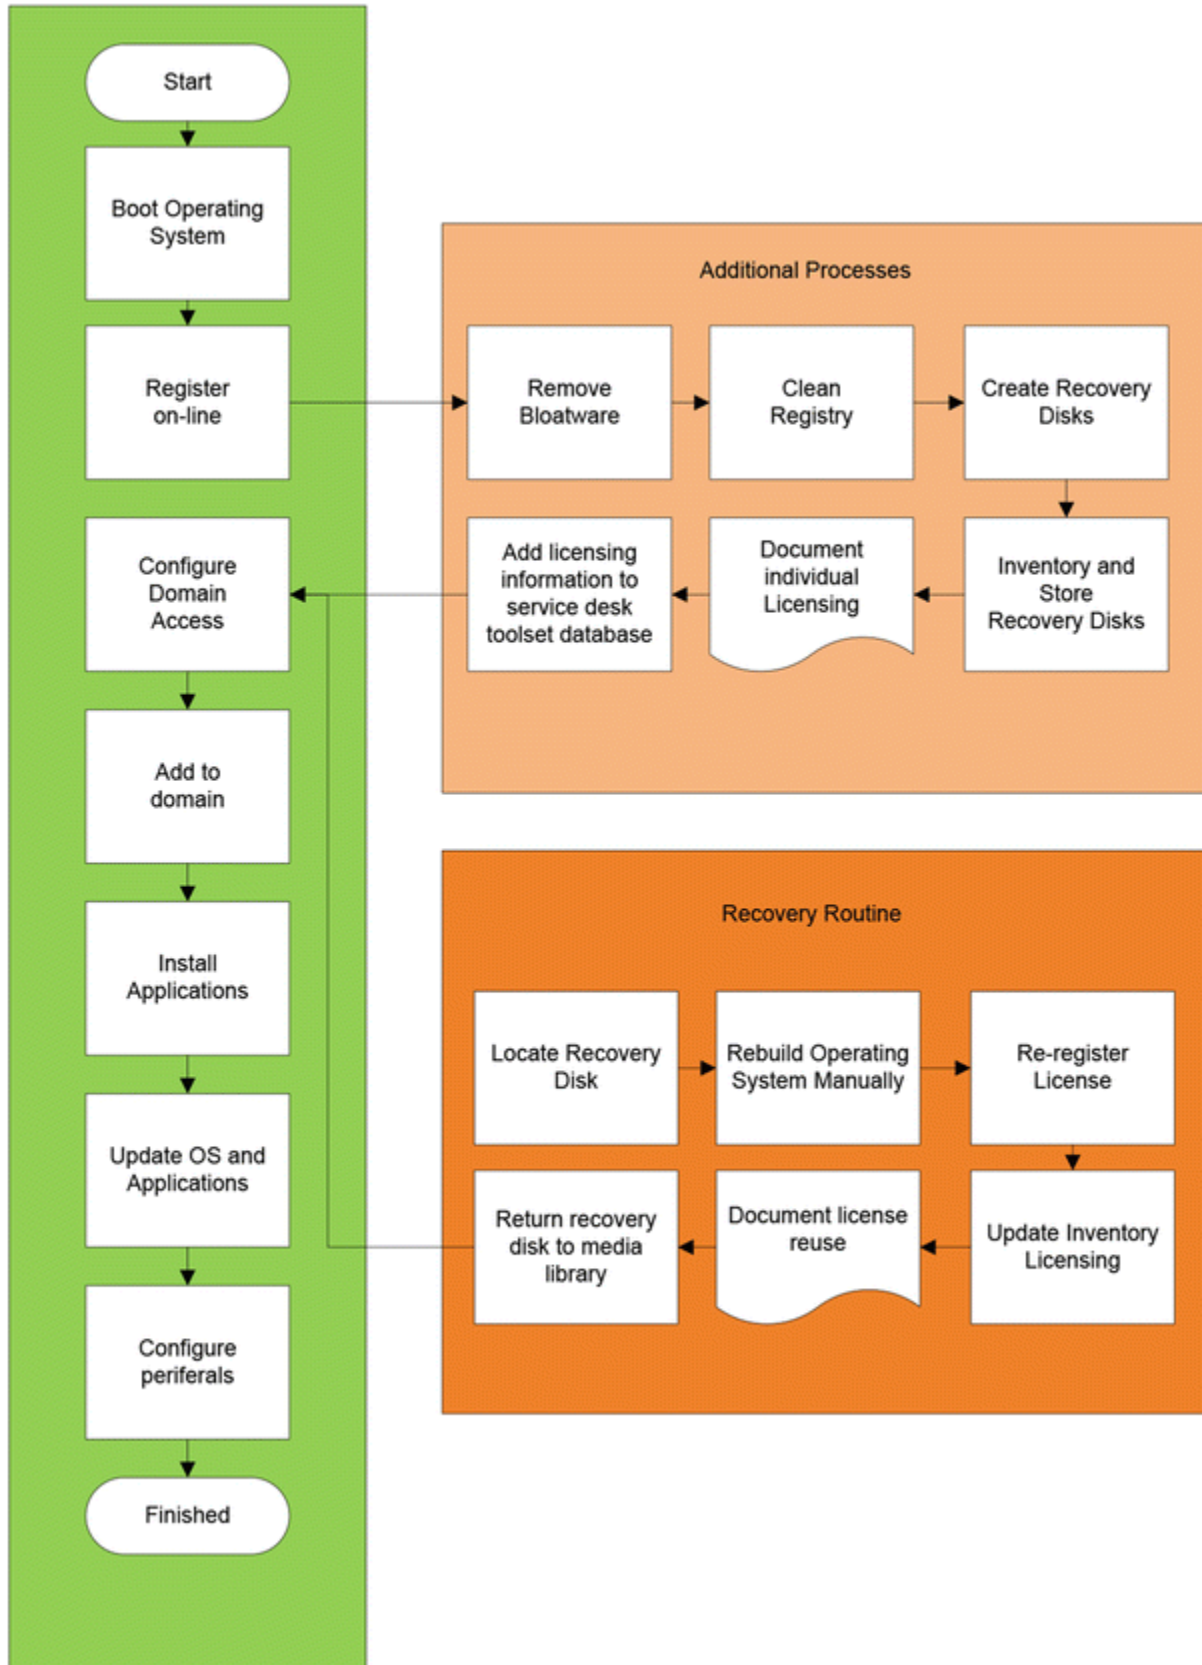 Start
Boot Operating
System
Register
on-line
Additional Processes
Remove
Bloatware
Clean
Registry
Create Recovery
Disks
Inventory and
Store
Recovery Disks
Document
individual
Licensing
Add licensing
information to
service desk
toolset database
Configure
Domain
Access
Add to
domain
Install
Applications
Update OS and
Applications
Configure
periferals
Finished
Recovery Routine
Locate Recovery
Disk
Rebuild Operating
System Manually
Re-register
License
Update Inventory
Licensing
Document license
reuse
Return recovery
disk to media
library